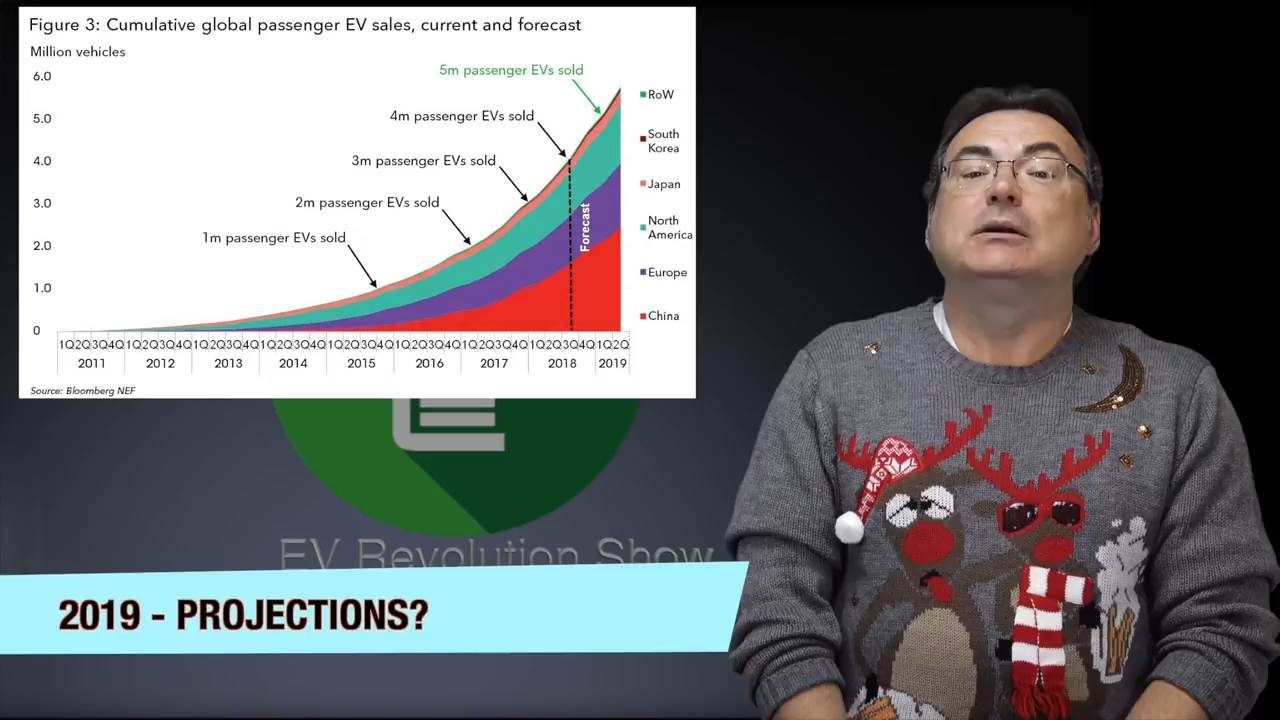 Figure 3: Cumulative global passenger EV sales, current and forecast
Million vehicles
6.0
5.0
4.0
3.0
2.0
1.0
0
5m passenger EVs sold
4m passenger EVs sold
3m passenger EVs sold
2m passenger EVs sold
1m passenger EVs sold
Forecast
RoW
South
Korea
Japan
North
America
Europe
China
1Q2Q3Q4Q1Q2Q3Q4Q1Q2Q3Q4Q1Q2Q3Q4Q1Q2Q3Q4Q1Q2Q3Q4Q1Q2Q3Q4Q1Q2Q3Q4Q1Q2Q
2011 2012 2013 2014 2015 2016 2017 2018 2019
Source: Bloomberg NEF
EV Revolution Show
2019 - PROJECTIONS?